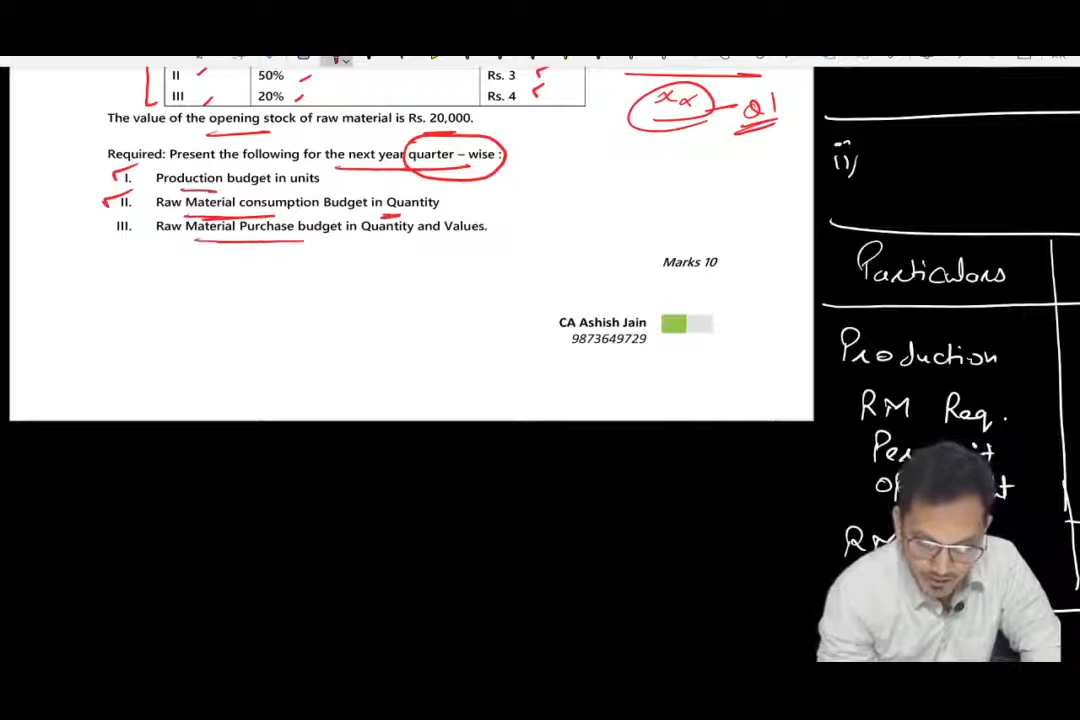 II 50% Rs. 3
III 20% Rs. 4
The value of the opening stock of raw material is Rs. 20,000.
Required: Present the following for the next year quarter – wise :
I. Production budget in units
II. Raw Material consumption Budget in Quantity
III. Raw Material Purchase budget in Quantity and Values.
Marks 10
CA Ashish Jain
9873649729
Q1
ii)
Particulars
Production
RM Req.
RM